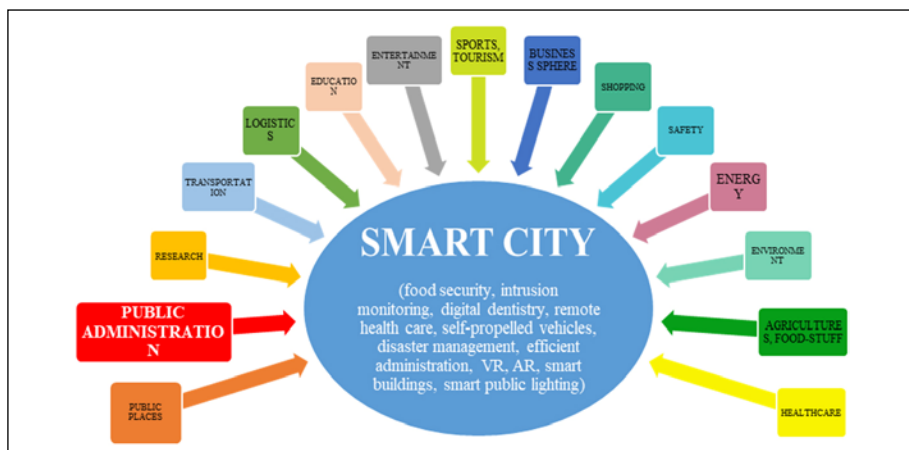 SPORTS,
TOURISM
BUSINES
S SPHERE
ENTERTAINME
NT
EDUCATIO
N
SHOPPING
LOGISTIC
S
SAFETY
TRANSPORTAT
ION
ENERG
Y
RESEARCH
ENVIRONME
NT
PUBLIC
ADMINISTRATIO
N
AGRICULTURE
S, FOOD-STUFF
PUBLIC
PLACES
HEALTHCARE
SMART CITY
(food security, intrusion
monitoring, digital dentistry, remote
health care, self-propelled vehicles,
disaster management, efficient
administration, VR, AR, smart
buildings, smart public lighting)